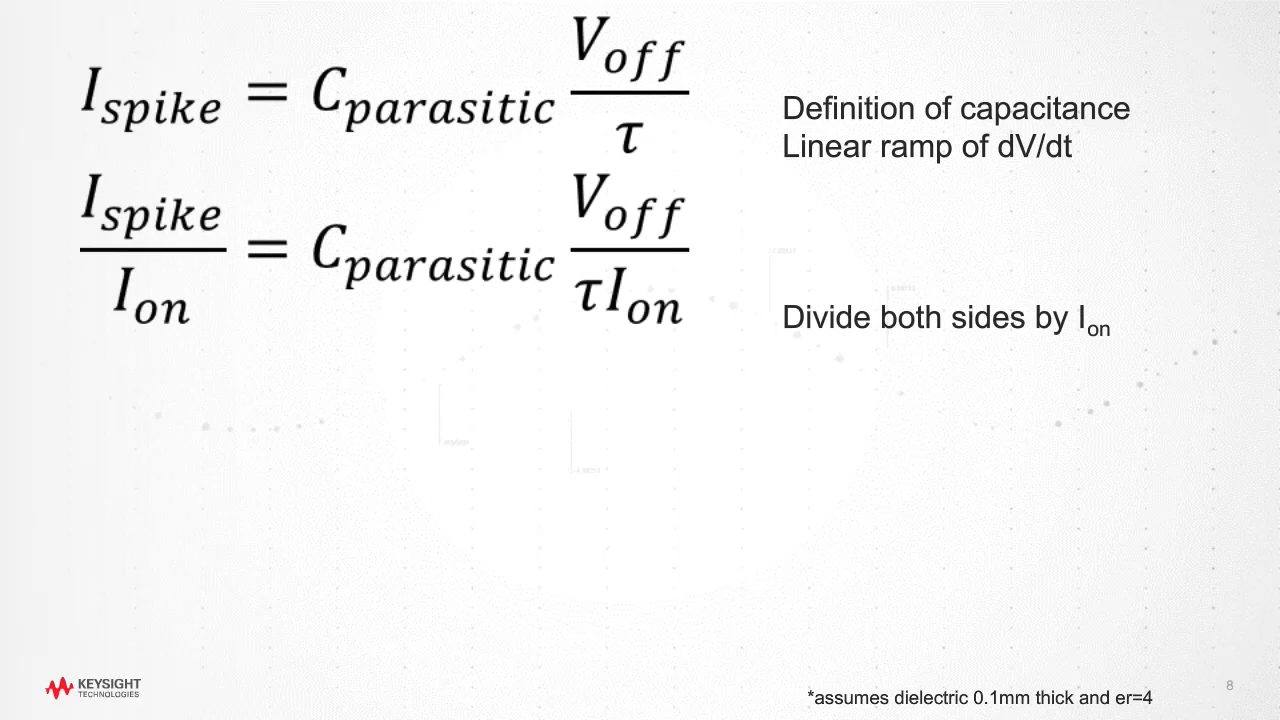 I_spike = C_parasitic V_off / τ
Definition of capacitance
Linear ramp of dV/dt
I_spike / I_on = C_parasitic V_off / τI_on
Divide both sides by I_on
KEYSIGHT
TECHNOLOGIES
*assumes dielectric 0.1mm thick and er=4
8